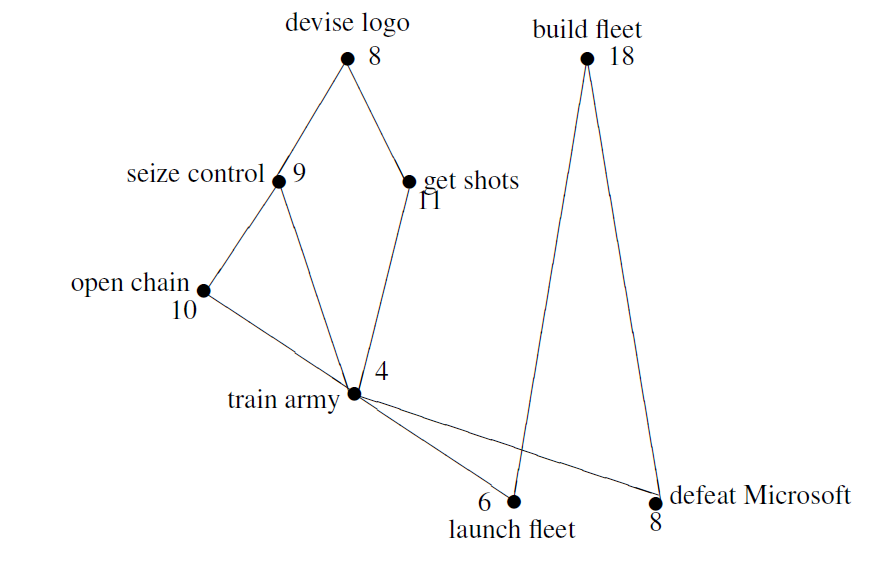 devise logo
8
build fleet
18
seize control
9
get shots
11
open chain
10
4
train army
6
launch fleet
defeat Microsoft
8